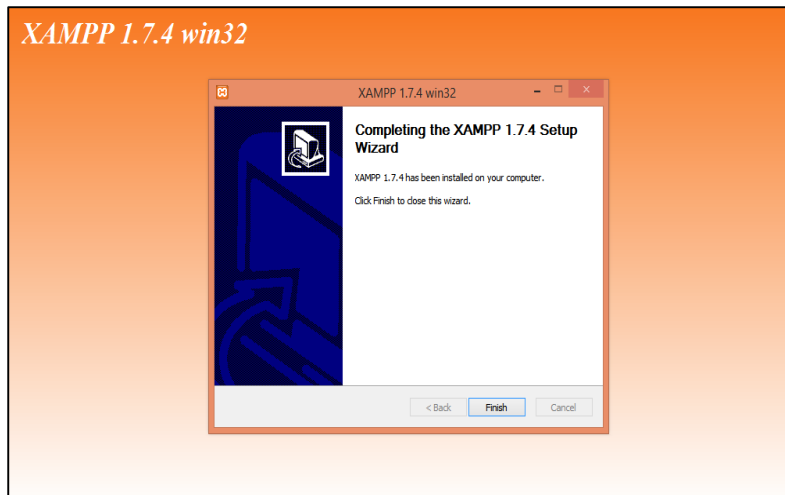 XAMPP 1.7.4 win32
XAMPP 1.7.4 win32
Completing the XAMPP 1.7.4 Setup
Wizard
XAMPP 1.7.4 has been installed on your computer.
Click Finish to close this wizard.
< Back Finish Cancel